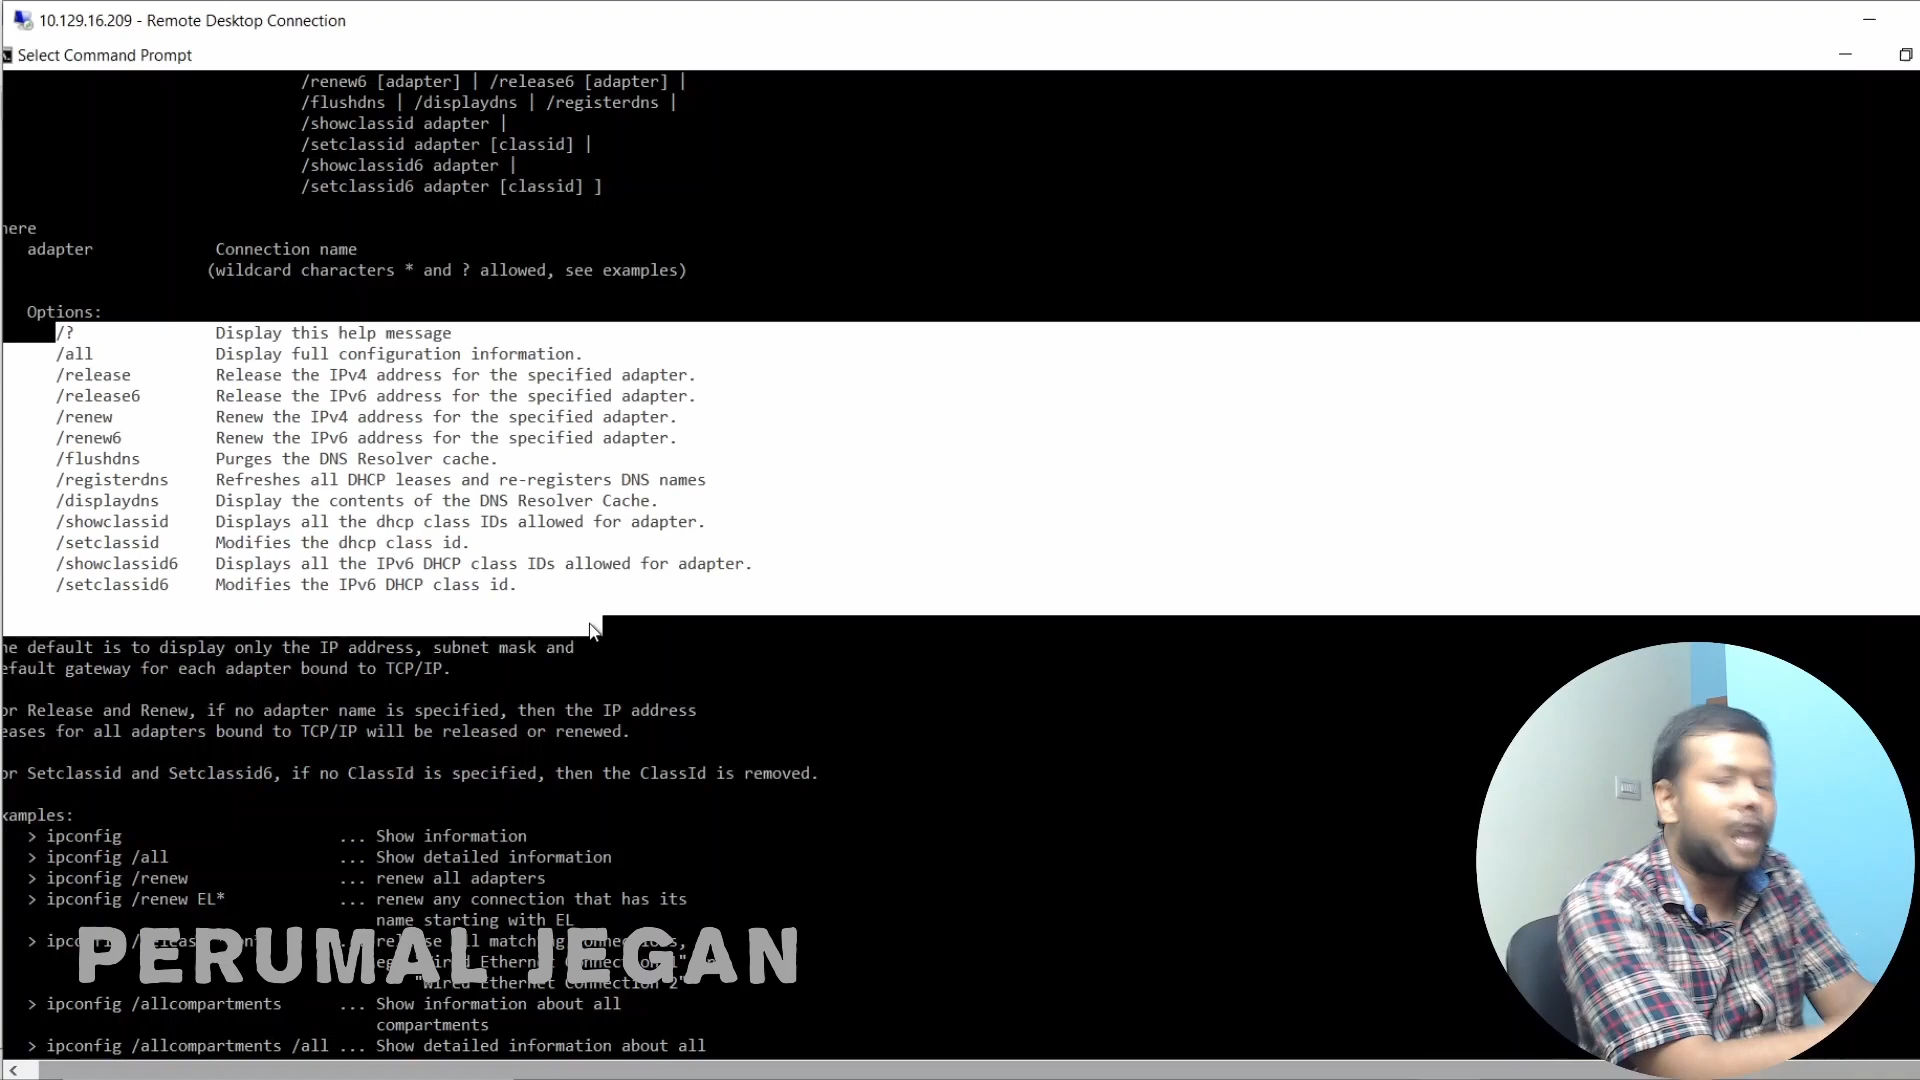 10.129.16.209 - Remote Desktop Connection
Select Command Prompt
/renew6 [adapter] | /release6 [adapter] |
/flushdns | /displaydns | /registerdns |
/showclassid adapter |
/setclassid adapter [classid] |
/showclassid6 adapter |
/setclassid6 adapter [classid] ]
here
adapter Connection name
(wildcard characters * and ? allowed, see examples)
Options:
/? Display this help message
/all Display full configuration information.
/release Release the IPv4 address for the specified adapter.
/release6 Release the IPv6 address for the specified adapter.
/renew Renew the IPv4 address for the specified adapter.
/renew6 Renew the IPv6 address for the specified adapter.
/flushdns Purges the DNS Resolver cache.
/registerdns Refreshes all DHCP leases and re-registers DNS names
/displaydns Display the contents of the DNS Resolver Cache.
/showclassid Displays all the dhcp class IDs allowed for adapter.
/setclassid Modifies the dhcp class id.
/showclassid6 Displays all the IPv6 DHCP class IDs allowed for adapter.
/setclassid6 Modifies the IPv6 DHCP class id.
he default is to display only the IP address, subnet mask and
efault gateway for each adapter bound to TCP/IP.
or Release and Renew, if no adapter name is specified, then the IP address
eases for all adapters bound to TCP/IP will be released or renewed.
or Setclassid and Setclassid6, if no ClassId is specified, then the ClassId is removed.
xamples:
> ipconfig ... Show information
> ipconfig /all ... Show detailed information
> ipconfig /renew ... renew all adapters
> ipconfig /renew EL* ... renew any connection that has its
name starting with EL
> matching
PERUMAL JEGAN
"Wired Ethernet Connection 2"
> ipconfig /allcompartments ... Show information about all
compartments
> ipconfig /allcompartments /all ... Show detailed information about all